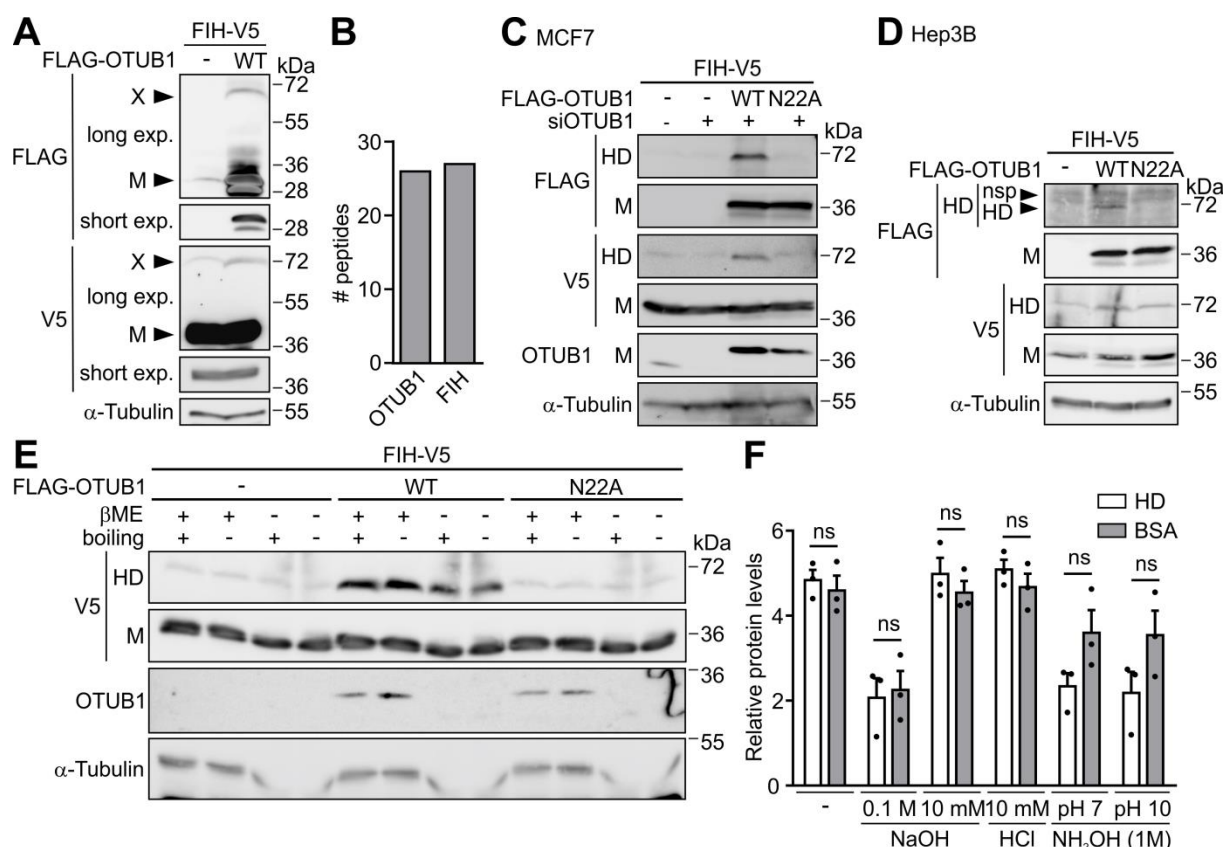 A
FIH-V5
FLAG-OTUB1 - WT kDa
FLAG
X
long exp.
M
short exp.
72
55
36
28
28
V5
X
long exp.
M
short exp.
72
55
36
36
α-Tubulin 55
B
# peptides
30
20
10
0
OTUB1
FIH
C MCF7
FIH-V5
FLAG-OTUB1 - - WT N22A
siOTUB1 - + + + kDa
FLAG
HD 72
M 36
V5
HD 72
M 36
OTUB1 M 36
α-Tubulin 55
D Hep3B
FIH-V5
FLAG-OTUB1 - WT N22A kDa
FLAG
HD
nsp
HD
72
M 36
V5
HD 72
M 36
α-Tubulin 55
E
FIH-V5
FLAG-OTUB1 - WT N22A
βME + + - - + + - - + + - -
boiling + - + - + - + - + - + - kDa
V5
HD 72
M 36
OTUB1 36
55
α-Tubulin
F
HD
BSA
Relative protein levels
6
4
2
0
ns ns ns ns ns ns
- 0.1 M 10 mM 10 mM pH 7 pH 10
NaOH HCl NH₂OH (1M)